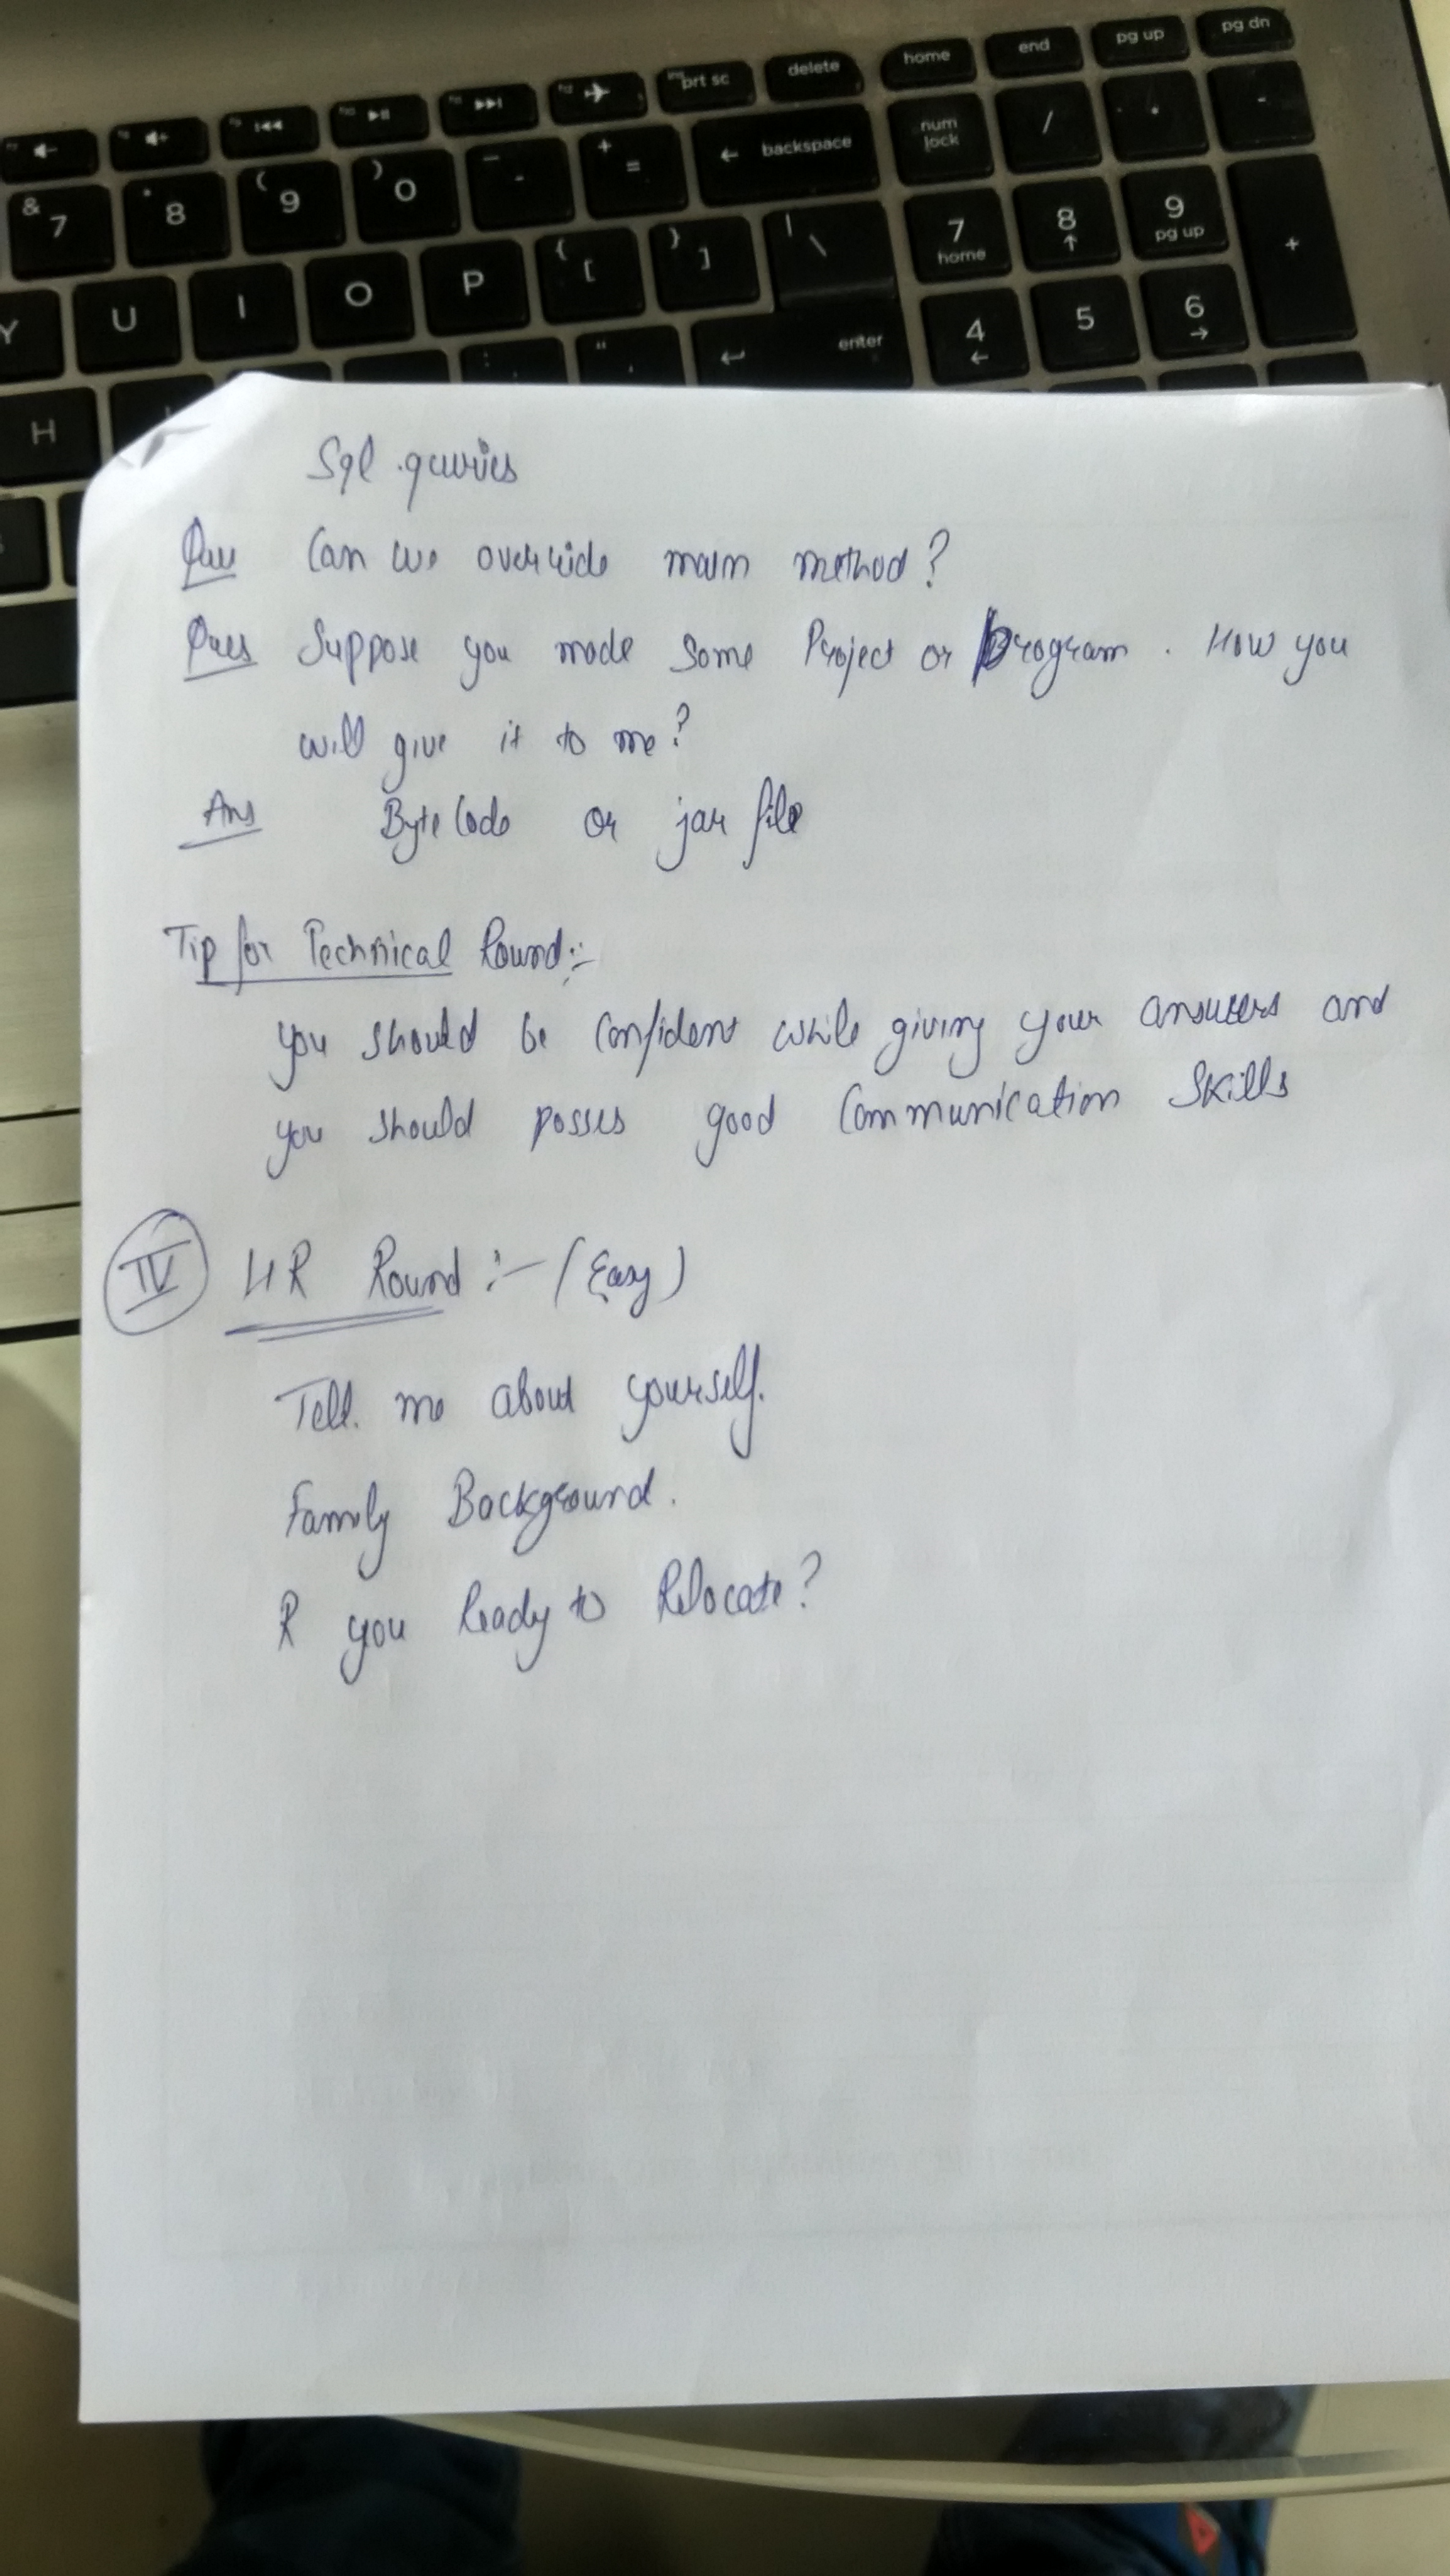 prt sc
delete
home
end
pg up
pg dn
&
7
*
8
(
9
)
0
-
+
=
← backspace
num
lock
/
-
Y
U
I
O
P
{
[
}
]
|
\
7
home
8
↑
9
pg up
+
H
:
"
enter
4
←
5
6
→
Sql queries
Que Can we override main method?
Ques Suppose you made Some Project or Program. How you
will give it to me?
Ans Byte Code or jar file
Tip for Technical Round:-
you should be Confident while giving your answers and
you should posses good Communication Skills
IV HR Round:- (Easy)
Tell me about yourself.
Family Background.
R you Ready to Relocate?